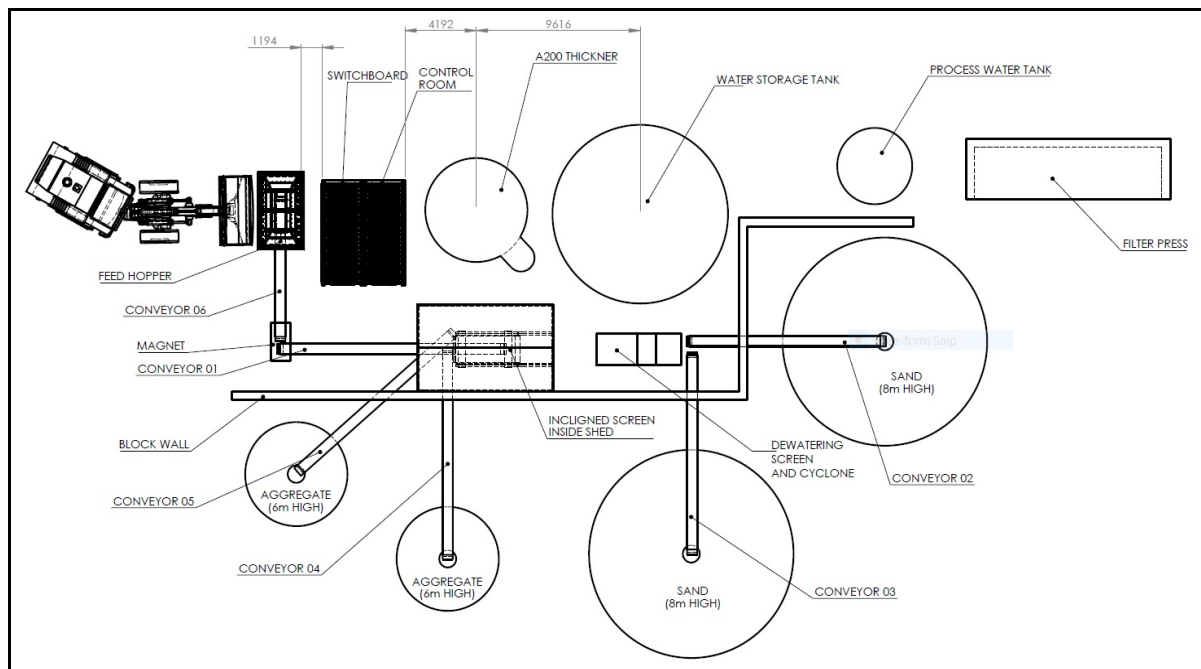 4192
9616
1194
SWITCHBOARD
CONTROL
ROOM
A200 THICKNER
WATER STORAGE TANK
PROCESS WATER TANK
FEED HOPPER
FILTER PRESS
CONVEYOR 06
MAGNET
CONVEYOR 01
e-form Snip
SAND
(8m HIGH)
BLOCK WALL
INCLIGNED SCREEN
INSIDE SHED
DEWATERING
SCREEN
AND CYCLONE
CONVEYOR 02
CONVEYOR 05
AGGREGATE
(6m HIGH)
CONVEYOR 04
AGGREGATE
(6m HIGH)
SAND
(8m HIGH)
CONVEYOR 03